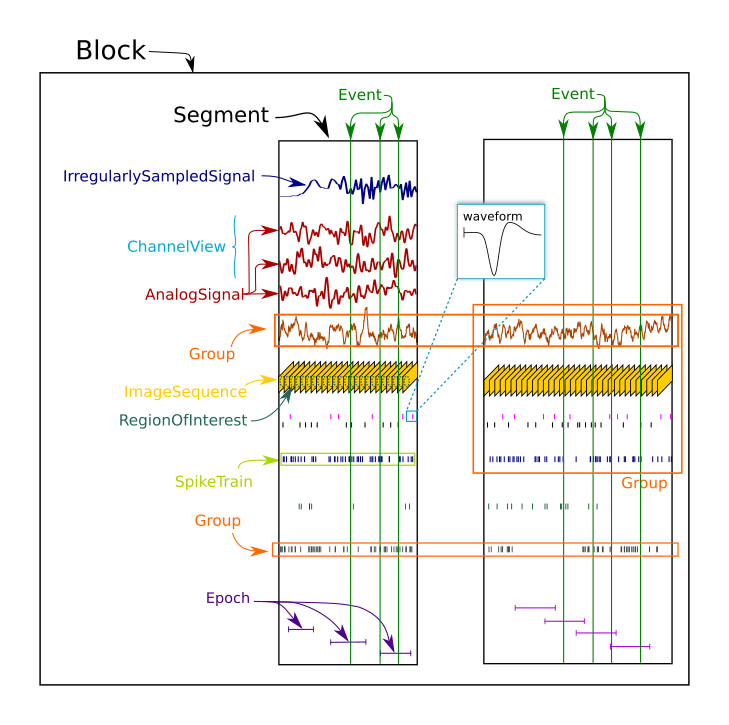 Block
Event
Event
Segment
IrregularlySampledSignal
waveform
ChannelView
AnalogSignal
Group
ImageSequence
RegionOfInterest
SpikeTrain
Group
Group
Epoch